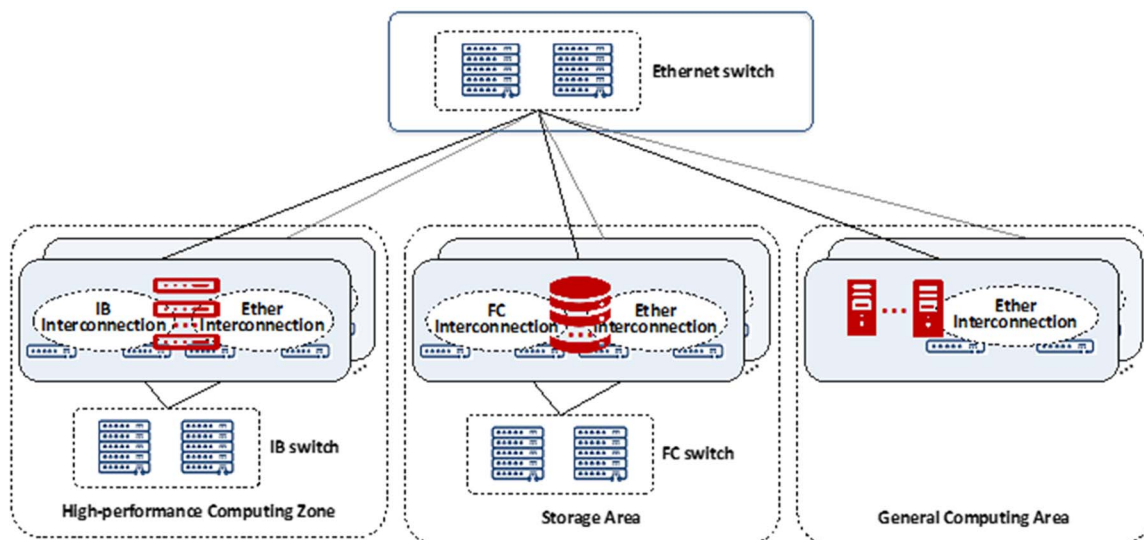 Ethernet switch
IB
Interconnection
Ether
Interconnection
FC
Interconnection
Ether
Interconnection
Ether
Interconnection
IB switch
FC switch
High-performance Computing Zone
Storage Area
General Computing Area